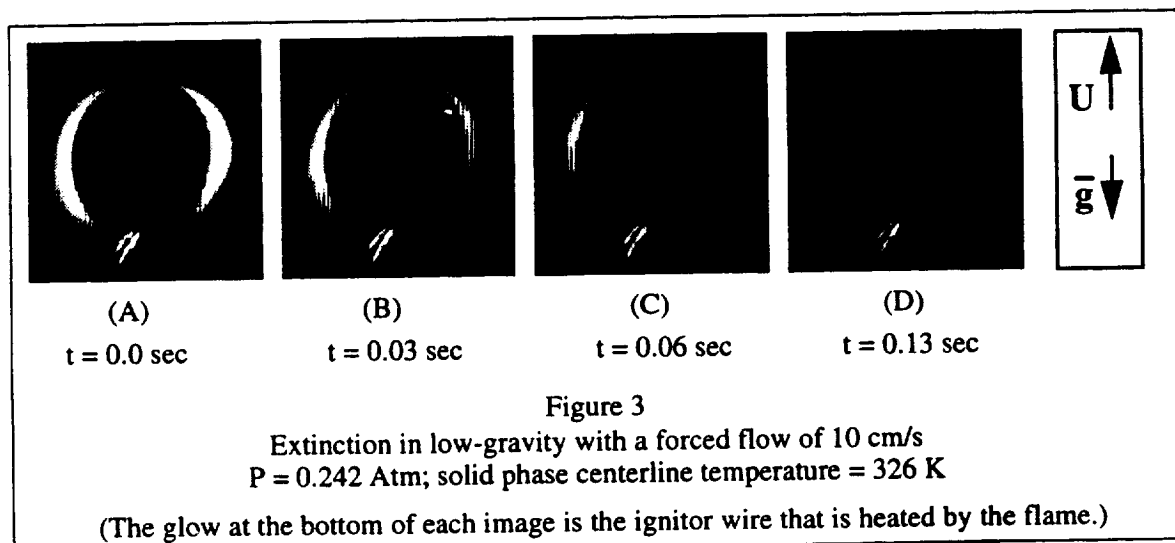 U
g
(A) (B) (C) (D)
t = 0.0 sec t = 0.03 sec t = 0.06 sec t = 0.13 sec
Figure 3
Extinction in low-gravity with a forced flow of 10 cm/s
P = 0.242 Atm; solid phase centerline temperature = 326 K
(The glow at the bottom of each image is the ignitor wire that is heated by the flame.)